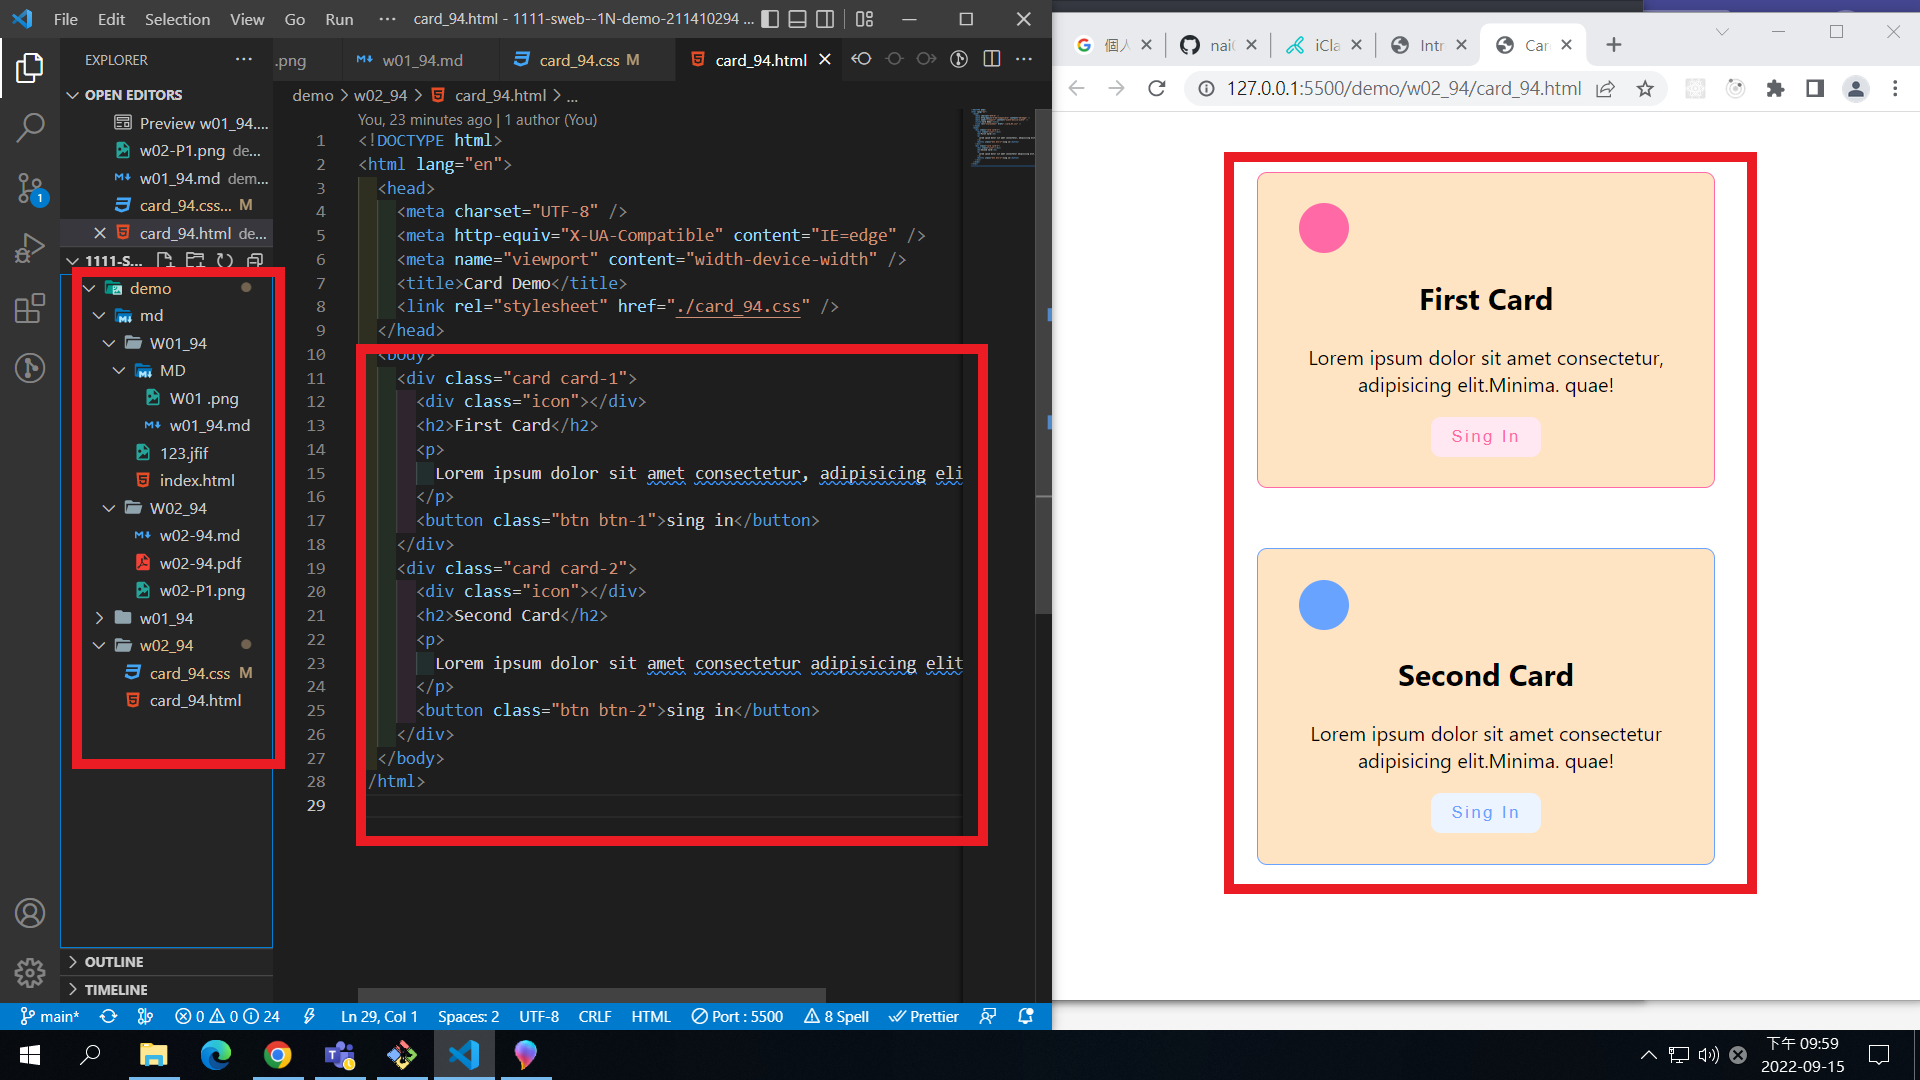 File Edit Selection View Go Run ··· card_94.html - 1111-sweb--1N-demo-211410294 ...
EXPLORER ···
OPEN EDITORS
Preview w01_94....
w02-P1.png de...
w01_94.md dem...
card_94.css... M
card_94.html de...
1111-S...
demo
md
W01_94
MD
W01 .png
w01_94.md
123.jfif
index.html
W02_94
w02-94.md
w02-94.pdf
w02-P1.png
w01_94
w02_94
card_94.css M
card_94.html
OUTLINE
TIMELINE
1
.png w01_94.md card_94.css M card_94.html ···
demo > w02_94 > card_94.html > ...
You, 23 minutes ago | 1 author (You)
1 <!DOCTYPE html>
2 <html lang="en">
3 <head>
4 <meta charset="UTF-8" />
5 <meta http-equiv="X-UA-Compatible" content="IE=edge" />
6 <meta name="viewport" content="width-device-width" />
7 <title>Card Demo</title>
8 <link rel="stylesheet" href="./card_94.css" />
9 </head>
10 <body>
11 <div class="card card-1">
12 <div class="icon"></div>
13 <h2>First Card</h2>
14 <p>
15 Lorem ipsum dolor sit amet consectetur, adipisicing eli
16 </p>
17 <button class="btn btn-1">sing in</button>
18 </div>
19 <div class="card card-2">
20 <div class="icon"></div>
21 <h2>Second Card</h2>
22 <p>
23 Lorem ipsum dolor sit amet consectetur adipisicing elit
24 </p>
25 <button class="btn btn-2">sing in</button>
26 </div>
27 </body>
28 /html>
29
main* 0 0 24 Ln 29, Col 1 Spaces: 2 UTF-8 CRLF HTML Port : 5500 8 Spell Prettier
個人 nai iCla Intr Car
127.0.0.1:5500/demo/w02_94/card_94.html
First Card
Lorem ipsum dolor sit amet consectetur,
adipisicing elit.Minima. quae!
Sing In
Second Card
Lorem ipsum dolor sit amet consectetur
adipisicing elit.Minima. quae!
Sing In
下午 09:59
2022-09-15